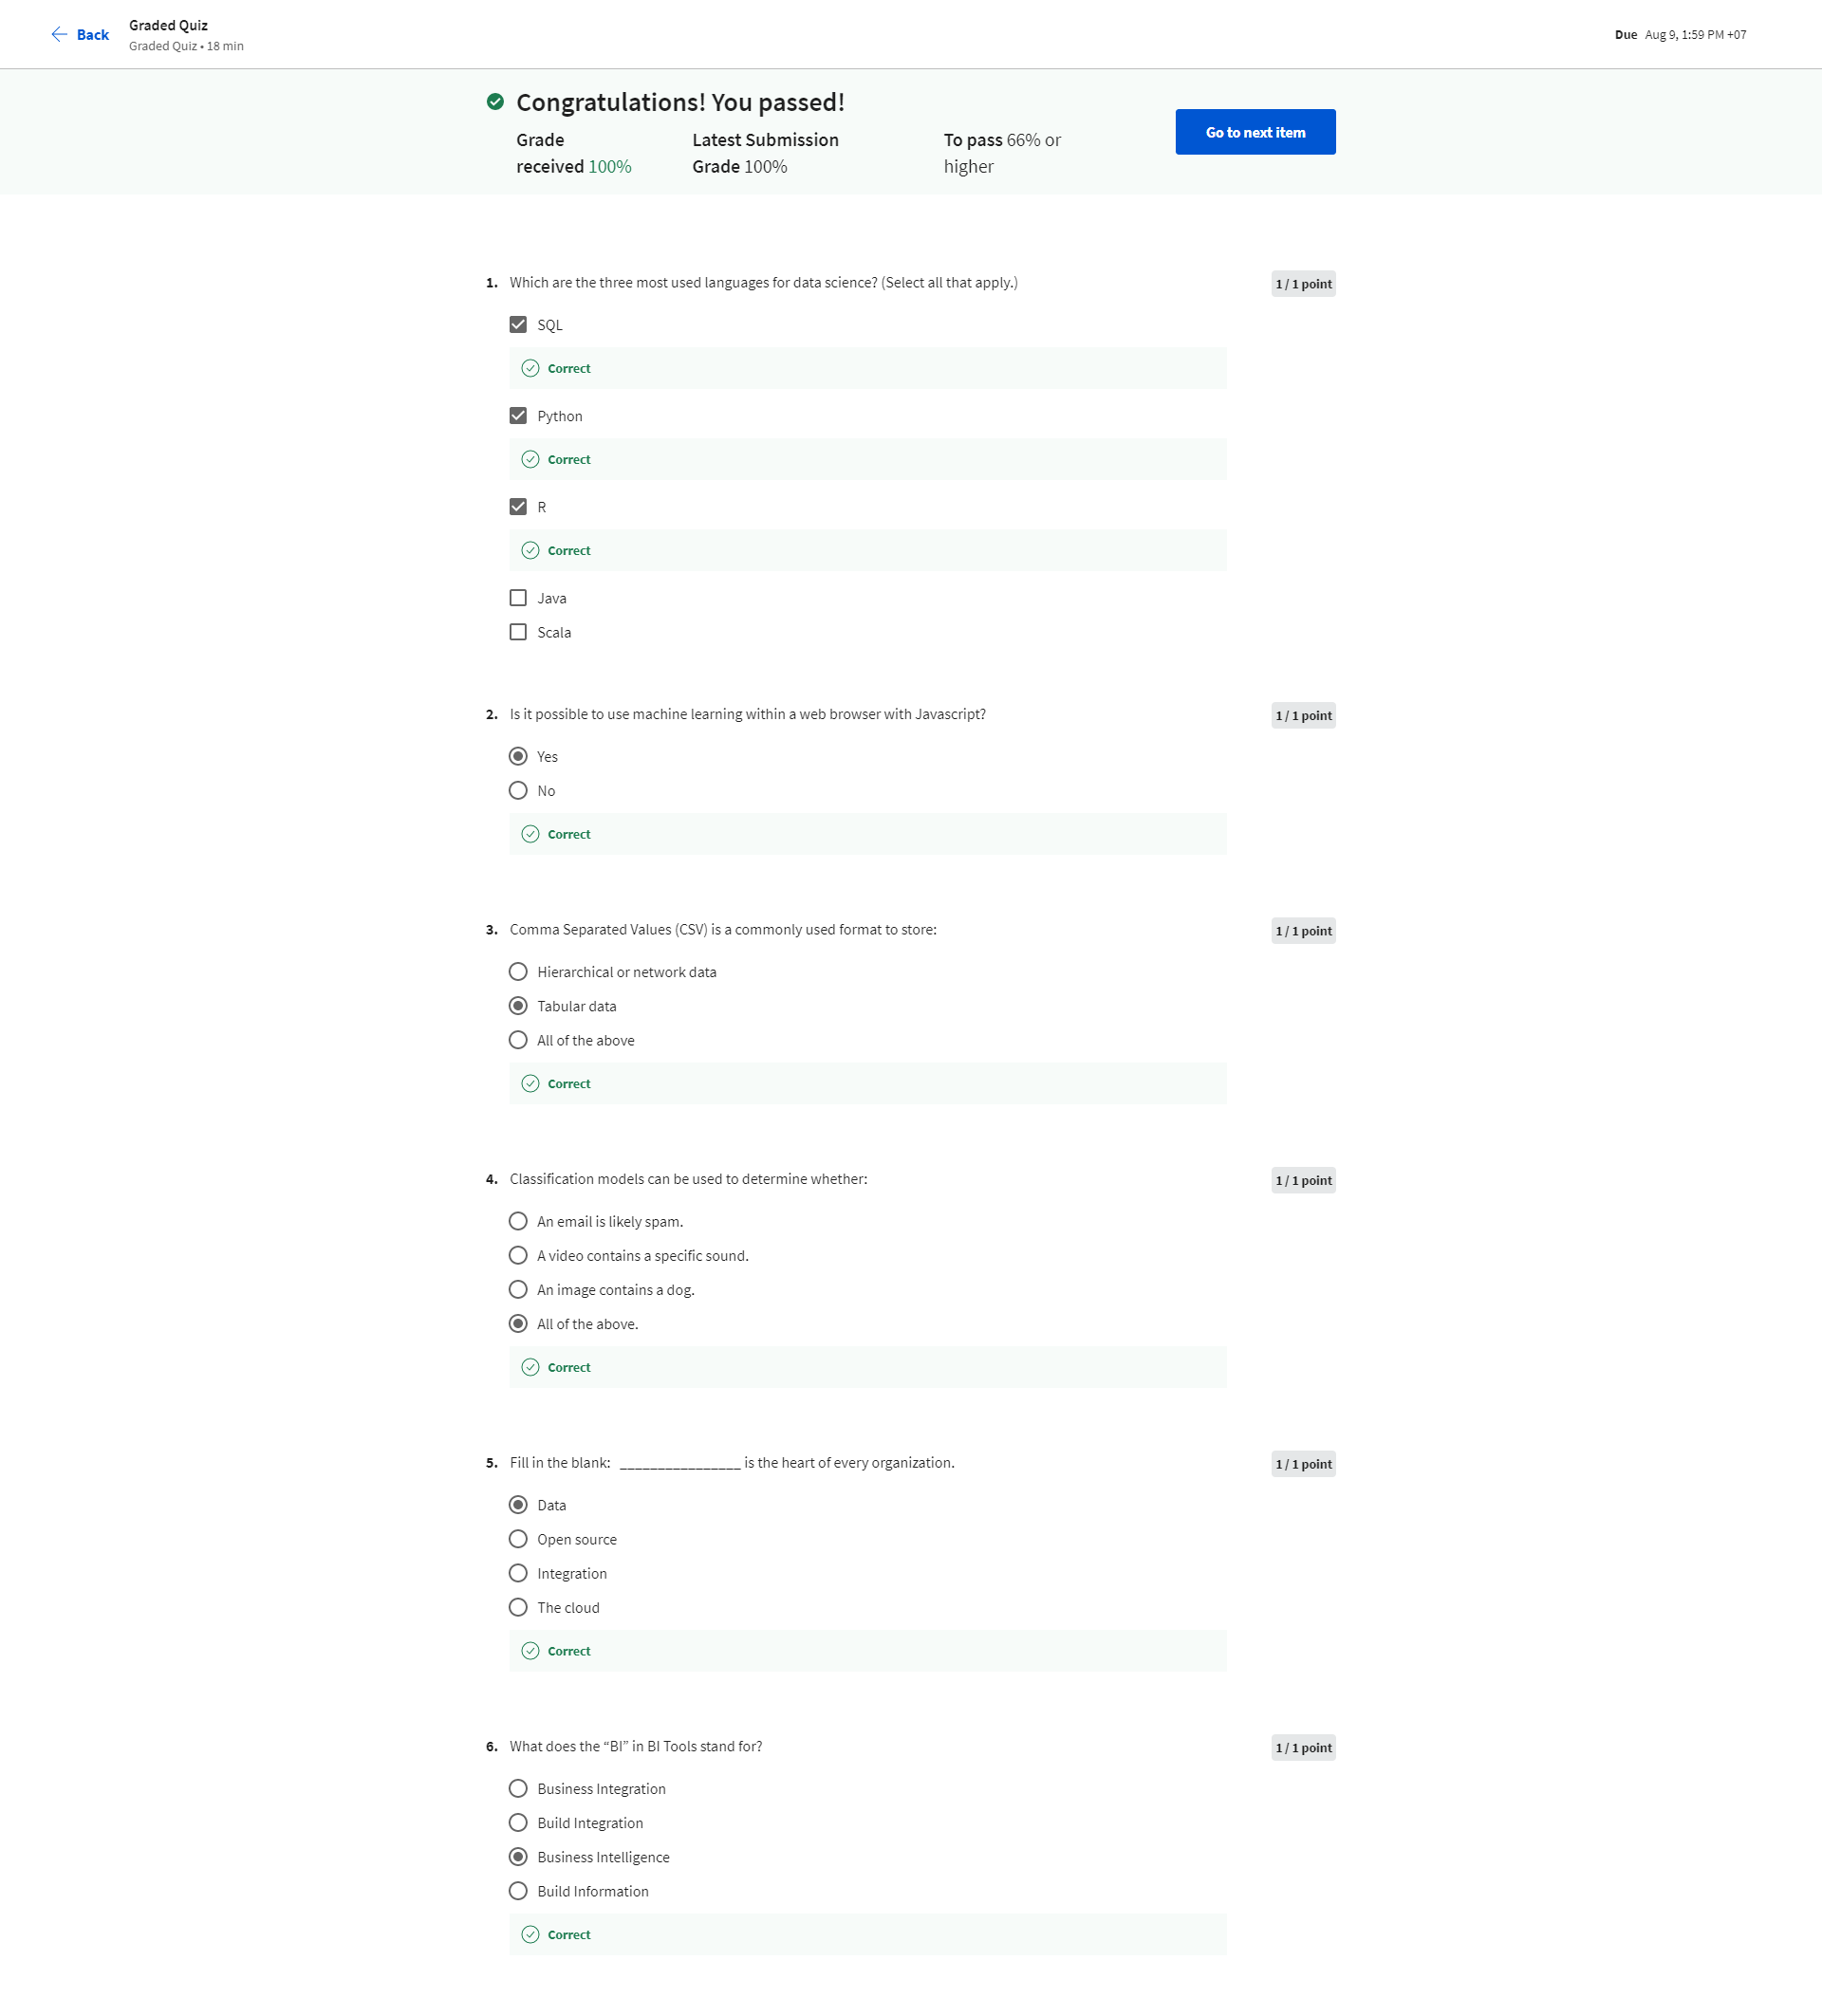 Back
Graded Quiz
Graded Quiz • 18 min
Due Aug 9, 1:59 PM +07
Congratulations! You passed!
Grade received 100%
Latest Submission Grade 100%
To pass 66% or higher
Go to next item
1. Which are the three most used languages for data science? (Select all that apply.)
1 / 1 point
SQL
Correct
Python
Correct
R
Correct
Java
Scala
2. Is it possible to use machine learning within a web browser with Javascript?
1 / 1 point
Yes
No
Correct
3. Comma Separated Values (CSV) is a commonly used format to store:
1 / 1 point
Hierarchical or network data
Tabular data
All of the above
Correct
4. Classification models can be used to determine whether:
1 / 1 point
An email is likely spam.
A video contains a specific sound.
An image contains a dog.
All of the above.
Correct
5. Fill in the blank: ________________ is the heart of every organization.
1 / 1 point
Data
Open source
Integration
The cloud
Correct
6. What does the “BI” in BI Tools stand for?
1 / 1 point
Business Integration
Build Integration
Business Intelligence
Build Information
Correct